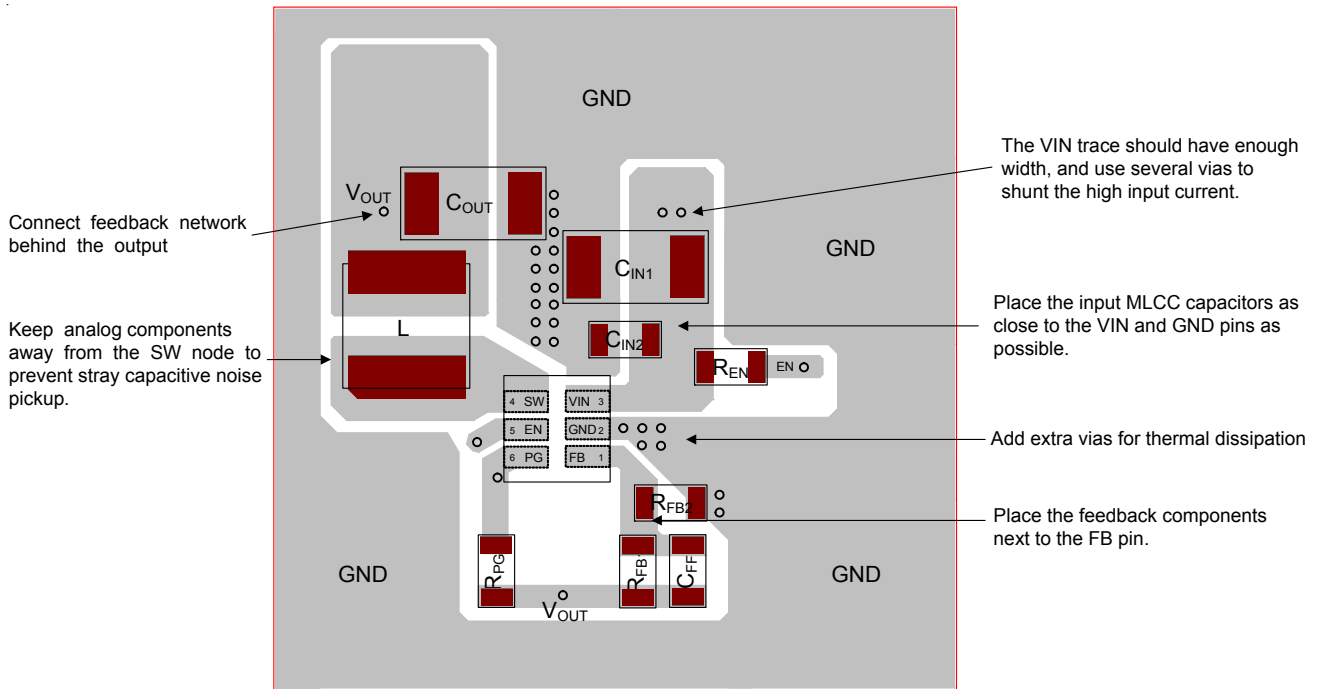 GND
The VIN trace should have enough
width, and use several vias to
shunt the high input current.
VOUT
COUT
Connect feedback network
behind the output
GND
CIN1
Place the input MLCC capacitors as
close to the VIN and GND pins as
possible.
Keep analog components
away from the SW node to
prevent stray capacitive noise
pickup.
L
CIN2
REN
EN
4 SW
VIN 3
5 EN
GND 2
6 PG
FB 1
Add extra vias for thermal dissipation
RFB2
Place the feedback components
next to the FB pin.
GND
RPG
RFB1
CFF
GND
VOUT